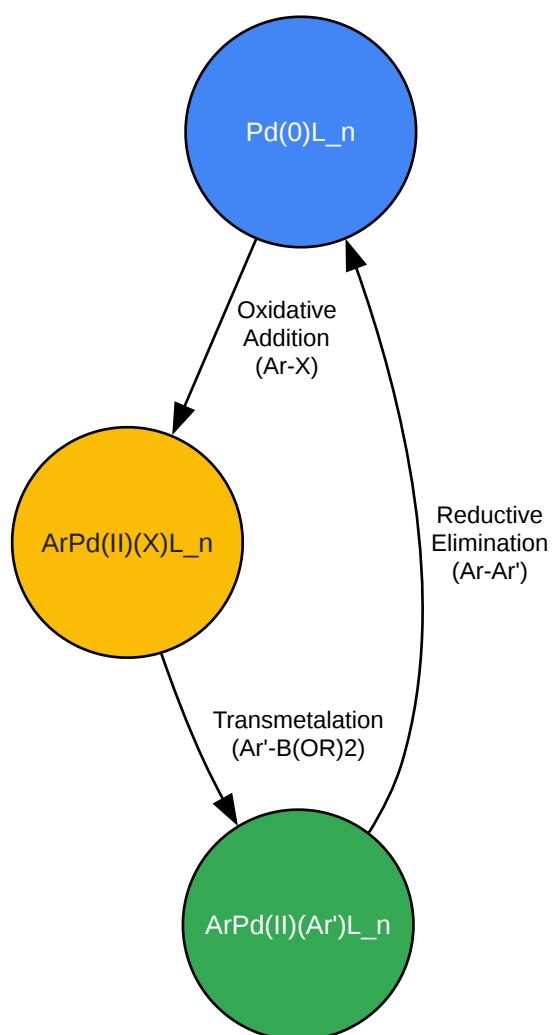 Pd(0)L_n
Oxidative
Addition
(Ar-X)
ArPd(II)(X)L_n
Reductive
Elimination
(Ar-Ar')
Transmetalation
(Ar'-B(OR)2)
ArPd(II)(Ar')L_n